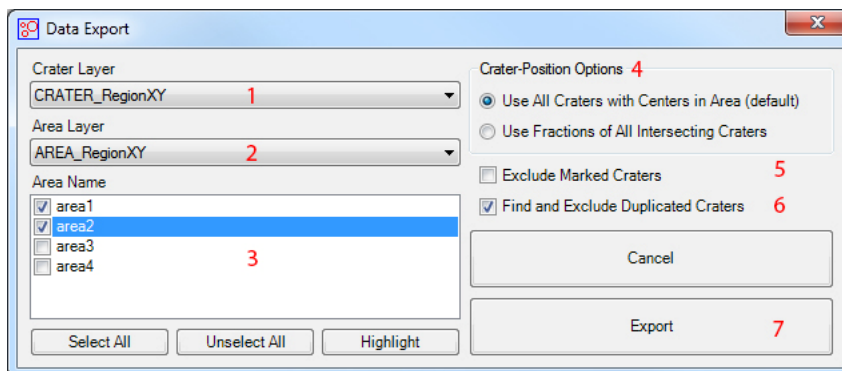 Data Export
Crater Layer
CRATER_RegionXY 1
Area Layer
AREA_RegionXY 2
Area Name
area1
area2
area3
area4
3
Select All Unselect All Highlight
Crater-Position Options 4
Use All Craters with Centers in Area (default)
Use Fractions of All Intersecting Craters
Exclude Marked Craters 5
Find and Exclude Duplicated Craters 6
Cancel
Export 7